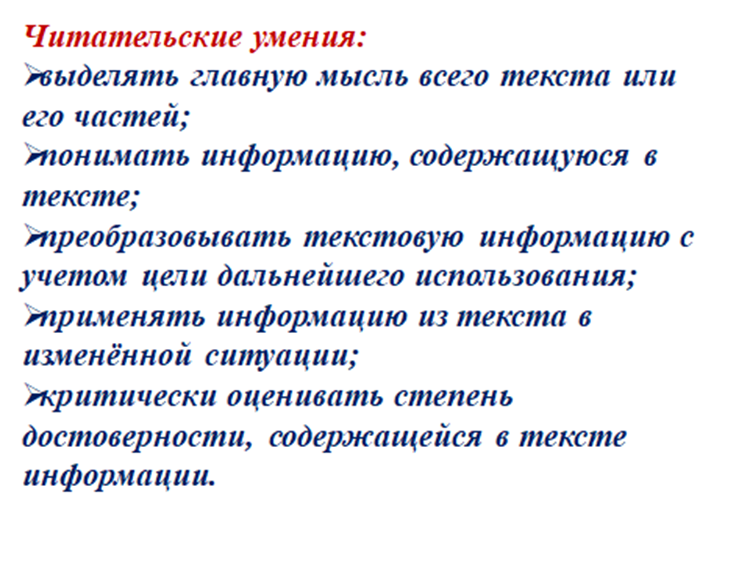 Читательские умения:
➢выделять главную мысль всего текста или
его частей;
➢понимать информацию, содержащуюся в
тексте;
➢преобразовывать текстовую информацию с
учетом цели дальнейшего использования;
➢применять информацию из текста в
изменённой ситуации;
➢критически оценивать степень
достоверности, содержащейся в тексте
информации.